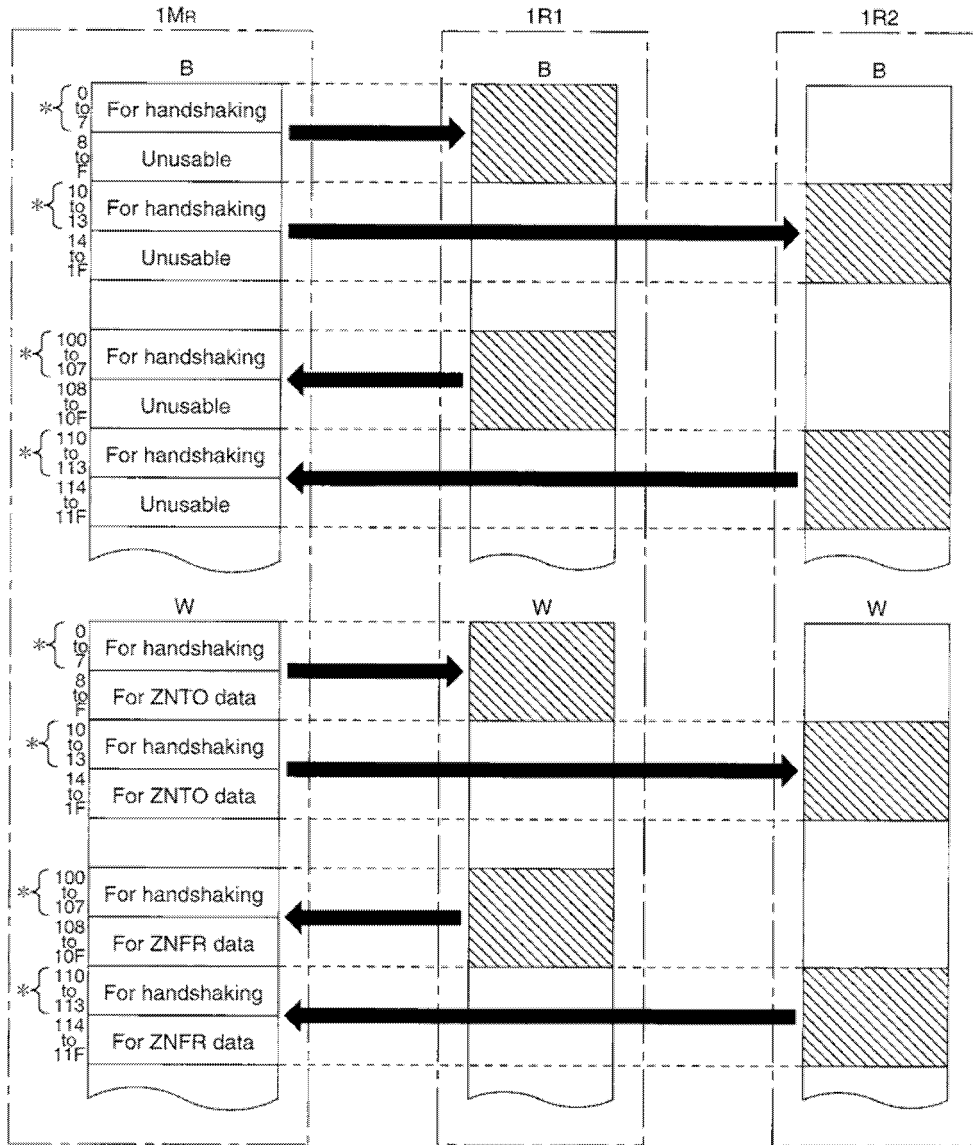 1MR 1R1 1R2
B B B
* { 0 to 7 For handshaking
8 to F Unusable
* { 10 to 13 For handshaking
14 to 1F Unusable
* { 100 to 107 For handshaking
108 to 10F Unusable
* { 110 to 113 For handshaking
114 to 11F Unusable
W W W
* { 0 to 7 For handshaking
8 to F For ZNTO data
* { 10 to 13 For handshaking
14 to 1F For ZNTO data
* { 100 to 107 For handshaking
108 to 10F For ZNFR data
* { 110 to 113 For handshaking
114 to 11F For ZNFR data